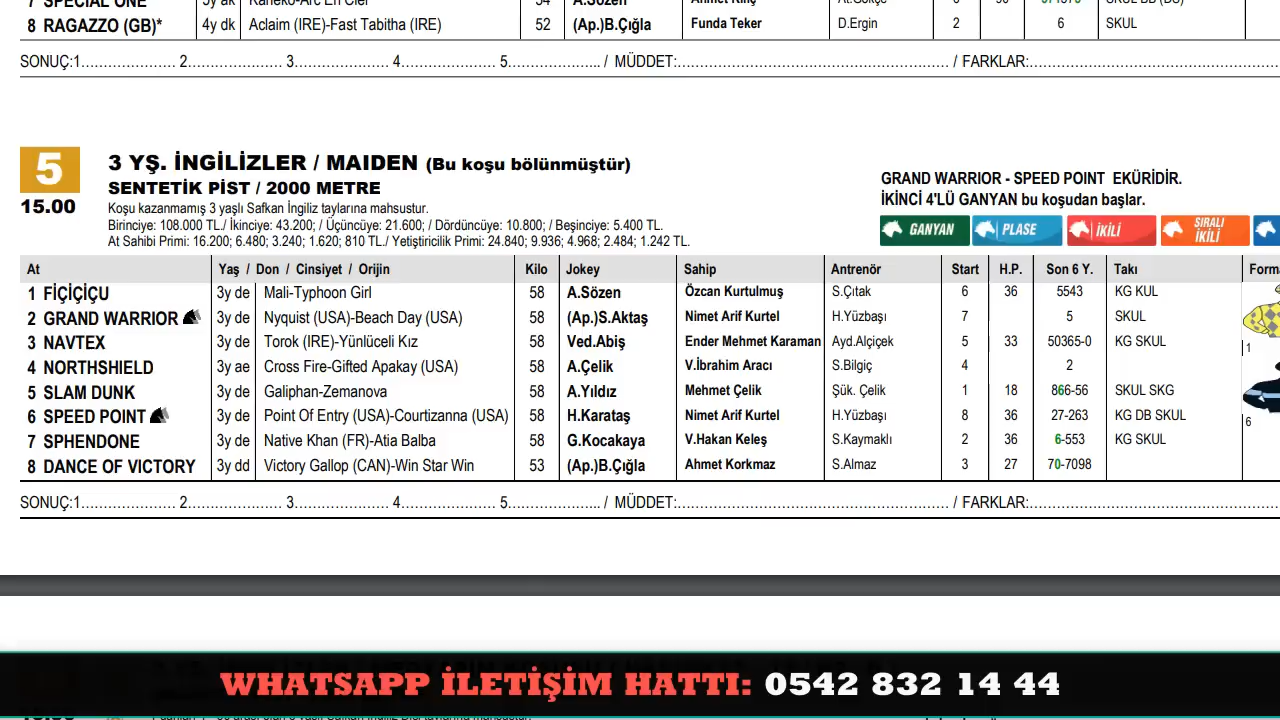 7 SPECIAL ONE 3y ak Kaneko-Arc En Ciel 54 A.Sözen Ahmet Kılıç At.Gökçe 6 SKUL BB (DS)
8 RAGAZZO (GB)* 4y dk Aclaim (IRE)-Fast Tabitha (IRE) 52 (Ap.)B.Çığla Funda Teker D.Ergin 2 6 SKUL
SONUÇ:1..................... 2..................... 3..................... 4..................... 5..................... / MÜDDET:............................................................ / FARKLAR:............................................................
5 3 YŞ. İNGİLİZLER / MAIDEN (Bu koşu bölünmüştür)
SENTETİK PİST / 2000 METRE
GRAND WARRIOR - SPEED POINT EKÜRİDİR.
15.00
Koşu kazanmamış 3 yaşlı Safkan İngiliz taylarına mahsustur.
İKİNCİ 4'LÜ GANYAN bu koşudan başlar.
Birinciye: 108.000 TL./ İkinciye: 43.200; / Üçüncüye: 21.600; / Dördüncüye: 10.800; / Beşinciye: 5.400 TL.
GANYAN PLASE İKİLİ SIRALI İKİLİ
At Sahibi Primi: 16.200; 6.480; 3.240; 1.620; 810 TL./ Yetiştiricilik Primi: 24.840; 9.936; 4.968; 2.484; 1.242 TL.
At Yaş / Don / Cinsiyet / Orijin Kilo Jokey Sahip Antrenör Start H.P. Son 6 Y. Takı Forma
1 FİÇİÇİÇU 3y de Mali-Typhoon Girl 58 A.Sözen Özcan Kurtulmuş S.Çıtak 6 36 5543 KG KUL
2 GRAND WARRIOR 3y de Nyquist (USA)-Beach Day (USA) 58 (Ap.)S.Aktaş Nimet Arif Kurtel H.Yüzbaşı 7 5 SKUL
3 NAVTEX 3y de Torok (IRE)-Yünlüceli Kız 58 Ved.Abiş Ender Mehmet Karaman Ayd.Alçiçek 5 33 50365-0 KG SKUL 1
4 NORTHSHIELD 3y ae Cross Fire-Gifted Apakay (USA) 58 A.Çelik V.İbrahim Aracı S.Bilgiç 4 2
5 SLAM DUNK 3y de Galiphan-Zemanova 58 A.Yıldız Mehmet Çelik Şük. Çelik 1 18 866-56 SKUL SKG
6 SPEED POINT 3y de Point Of Entry (USA)-Courtizanna (USA) 58 H.Karataş Nimet Arif Kurtel H.Yüzbaşı 8 36 27-263 KG DB SKUL 6
7 SPHENDONE 3y de Native Khan (FR)-Atia Balba 58 G.Kocakaya V.Hakan Keleş S.Kaymaklı 2 36 6-553 KG SKUL
8 DANCE OF VICTORY 3y dd Victory Gallop (CAN)-Win Star Win 53 (Ap.)B.Çığla Ahmet Korkmaz S.Almaz 3 27 70-7098
SONUÇ:1..................... 2..................... 3..................... 4..................... 5..................... / MÜDDET:............................................................ / FARKLAR:............................................................
WHATSAPP İLETİŞİM HATTI: 0542 832 14 44